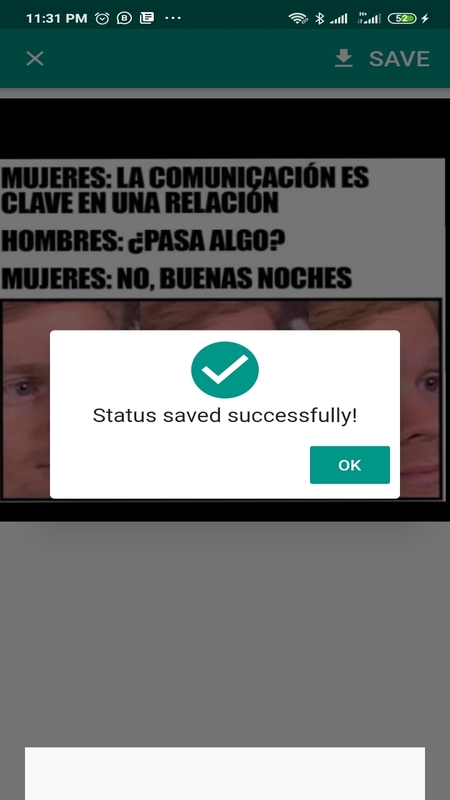 11:31 PM
52
SAVE
MUJERES: LA COMUNICACIÓN ES
CLAVE EN UNA RELACIÓN
HOMBRES: ¿PASA ALGO?
MUJERES: NO, BUENAS NOCHES
Status saved successfully!
OK